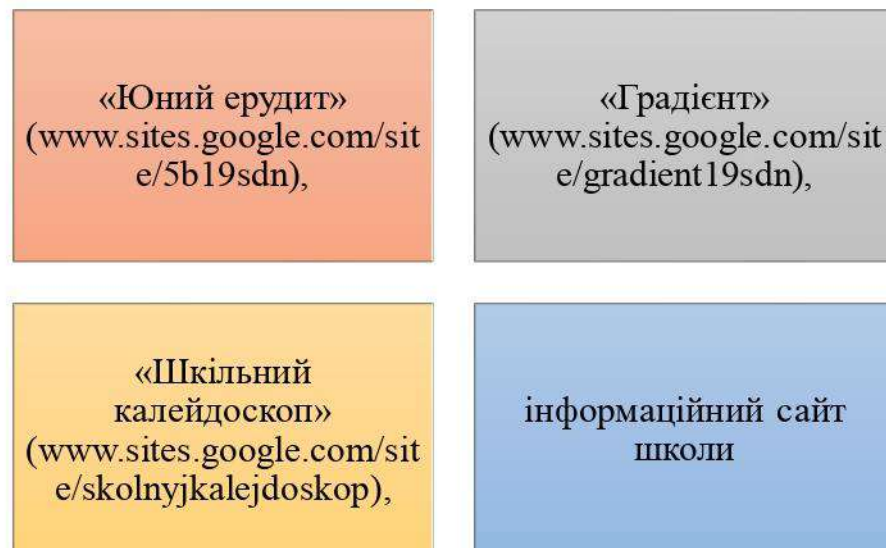 «Юний ерудит»
(www.sites.google.com/sit
e/5b19sdn),
«Градієнт»
(www.sites.google.com/sit
e/gradient19sdn),
«Шкільний
калейдоскоп»
(www.sites.google.com/sit
e/skolnyjkalejdoskop),
інформаційний сайт
школи